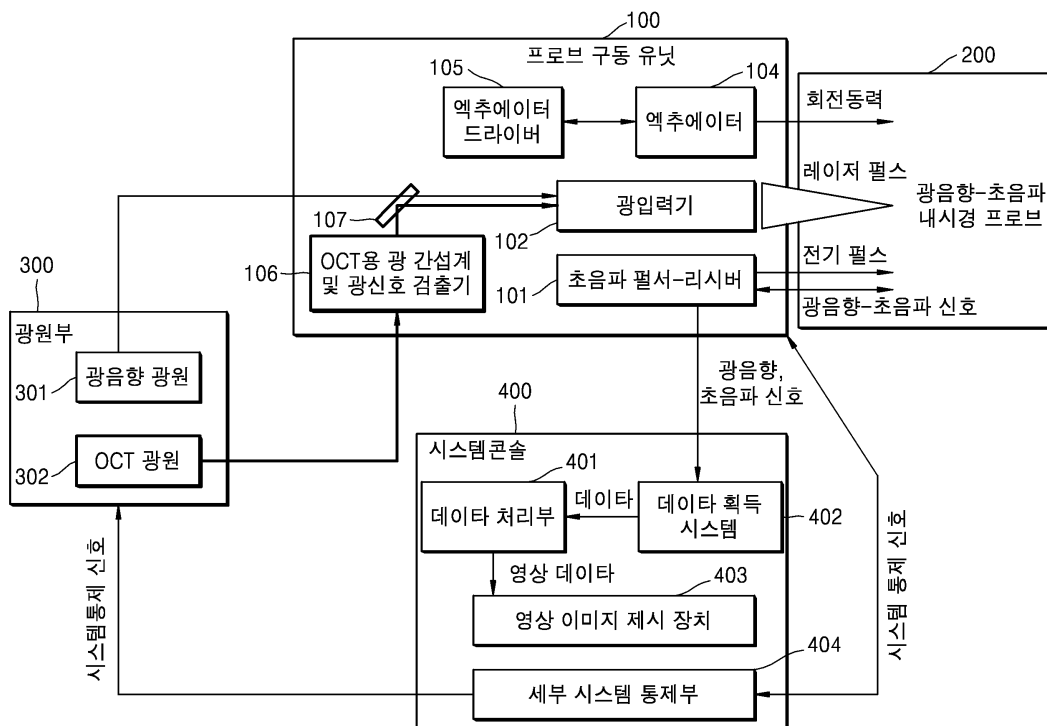 100
프로브 구동 유닛
105
104
200
엑추에이터
드라이버
엑추에이터
회전동력
레이저 펄스
107
광입력기
102
광음향-초음파
내시경 프로브
300
106
OCT용 광 간섭계
및 광신호 검출기
101
초음파 펄서-리시버
전기 펄스
광음향-초음파 신호
광원부
301
광음향 광원
302
OCT 광원
광음향,
초음파 신호
400
시스템콘솔
401
데이타 처리부
데이타
데이타 획득
시스템
402
영상 데이타
403
영상 이미지 제시 장치
404
세부 시스템 통제부
시스템통제 신호
시스템 통제 신호